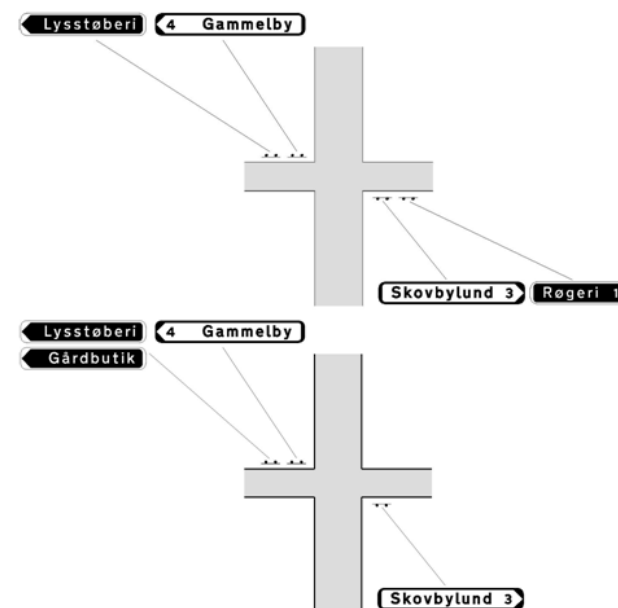 Lysstøberi
4 Gammelby
Skovbylund 3
Røgeri 1
Lysstøberi
4 Gammelby
Gårdbutik
Skovbylund 3